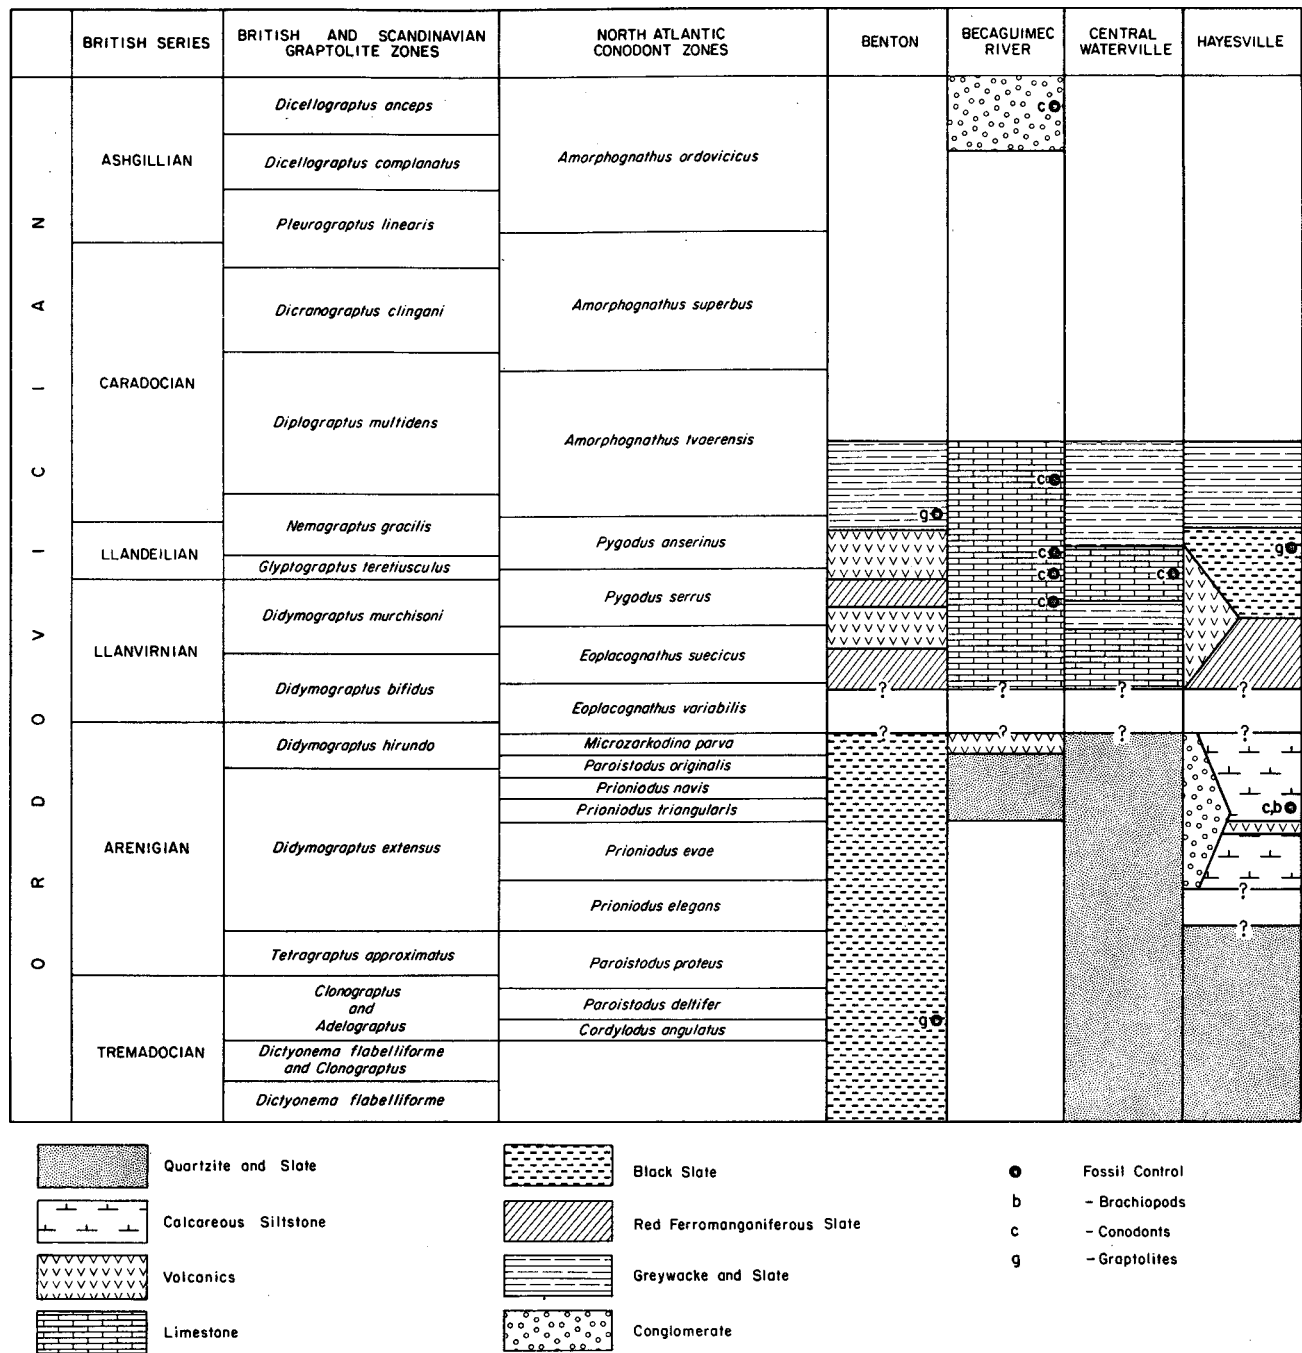 BRITISH SERIES
BRITISH AND SCANDINAVIAN
GRAPTOLITE ZONES
NORTH ATLANTIC
CONODONT ZONES
BENTON
BECAGUIMEC
RIVER
CENTRAL
WATERVILLE
HAYESVILLE
ORDOVICIAN
ASHGILLIAN
CARADOCIAN
LLANDEILIAN
LLANVIRNIAN
ARENIGIAN
TREMADOCIAN
Dicellograptus anceps
Dicellograptus complanatus
Pleurograptus linearis
Dicranograptus clingani
Diplograptus multidens
Nemagraptus gracilis
Glyptograptus teretiusculus
Didymograptus murchisoni
Didymograptus bifidus
Didymograptus hirundo
Didymograptus extensus
Tetragraptus approximatus
Clonograptus
and
Adelograptus
Dictyonema flabelliforme
and Clonograptus
Dictyonema flabelliforme
Amorphognathus ordovicicus
Amorphognathus superbus
Amorphognathus tvaerensis
Pygodus anserinus
Pygodus serrus
Eoplacognathus suecicus
Eoplacognathus variabilis
Microzarkodina parva
Paroistodus originalis
Prioniodus navis
Prioniodus triangularis
Prioniodus evae
Prioniodus elegans
Paroistodus proteus
Paroistodus deltifer
Cordylodus angulatus
g
?
?
g
c
c
c
c
c
?
?
c
?
?
g
?
?
c,b
?
?
Quartzite and Slate
Calcareous Siltstone
Volcanics
Limestone
Black Slate
Red Ferromanganiferous Slate
Greywacke and Slate
Conglomerate
Fossil Control
b - Brachiopods
c - Conodonts
g - Graptolites